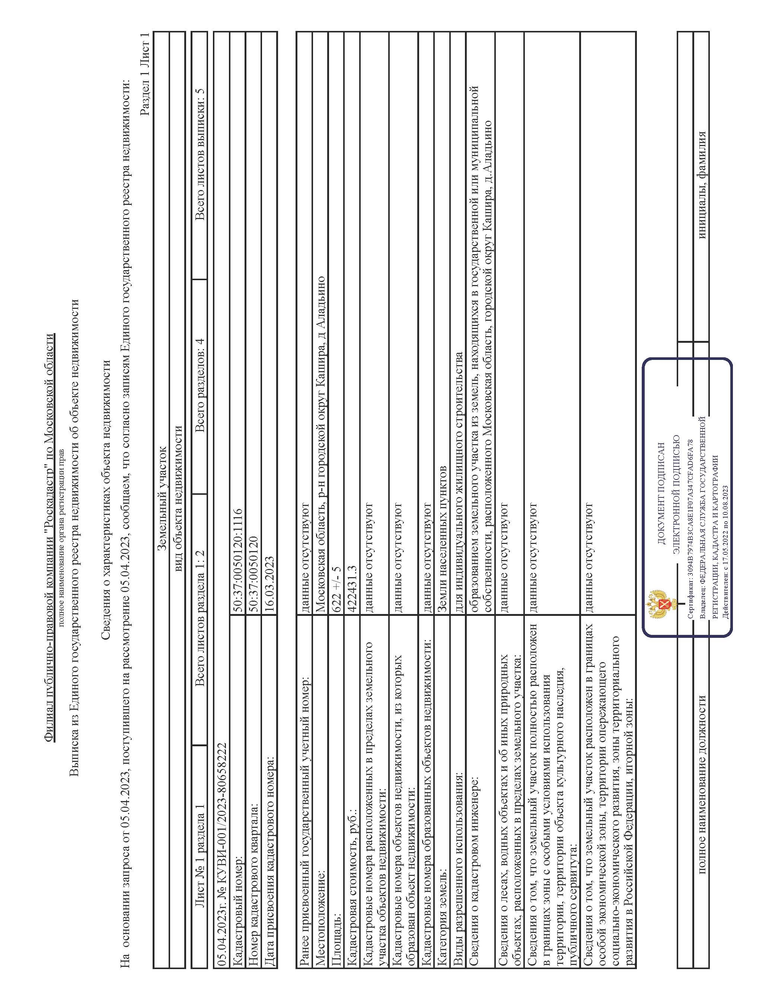 Филиал публично-правовой компании "Роскадастр" по Московской области
полное наименование органа регистрации прав
Выписка из Единого государственного реестра недвижимости об объекте недвижимости
Сведения о характеристиках объекта недвижимости
На основании запроса от 05.04.2023, поступившего на рассмотрение 05.04.2023, сообщаем, что согласно записям Единого государственного реестра недвижимости:
Раздел 1 Лист 1
Земельный участок
вид объекта недвижимости
Лист № 1 раздела 1 Всего листов раздела 1: 2 Всего разделов: 4 Всего листов выписки: 5
05.04.2023г. № КУВИ-001/2023-80658222
Кадастровый номер: 50:37:0050120:1116
Номер кадастрового квартала: 50:37:0050120
Дата присвоения кадастрового номера: 16.03.2023
Ранее присвоенный государственный учетный номер: данные отсутствуют
Местоположение: Московская область, р-н городской округ Кашира, д Аладьино
Площадь: 622 +/- 5
Кадастровая стоимость, руб.: 422431.3
Кадастровые номера расположенных в пределах земельного данные отсутствуют
участка объектов недвижимости:
Кадастровые номера объектов недвижимости, из которых данные отсутствуют
образован объект недвижимости:
Кадастровые номера образованных объектов недвижимости: данные отсутствуют
Категория земель: Земли населенных пунктов
Виды разрешенного использования: для индивидуального жилищного строительства
Сведения о кадастровом инженере: образованием земельного участка из земель, находящихся в государственной или муниципальной
собственности, расположенного Московская область, городской округ Кашира, д.Аладьино
Сведения о лесах, водных объектах и об иных природных данные отсутствуют
объектах, расположенных в пределах земельного участка:
Сведения о том, что земельный участок полностью расположен данные отсутствуют
в границах зоны с особыми условиями использования
территории, территории объекта культурного наследия,
публичного сервитута:
Сведения о том, что земельный участок расположен в границах данные отсутствуют
особой экономической зоны, территории опережающего
социально-экономического развития, зоны территориального
развития в Российской Федерации, игорной зоны:
ДОКУМЕНТ ПОДПИСАН
ЭЛЕКТРОННОЙ ПОДПИСЬЮ
Сертификат: 3094B7974B3CA8E1F07A347CFAD6FA78
Владелец: ФЕДЕРАЛЬНАЯ СЛУЖБА ГОСУДАРСТВЕННОЙ
РЕГИСТРАЦИИ, КАДАСТРА И КАРТОГРАФИИ
Действителен: с 17.05.2022 по 10.08.2023
полное наименование должности инициалы, фамилия